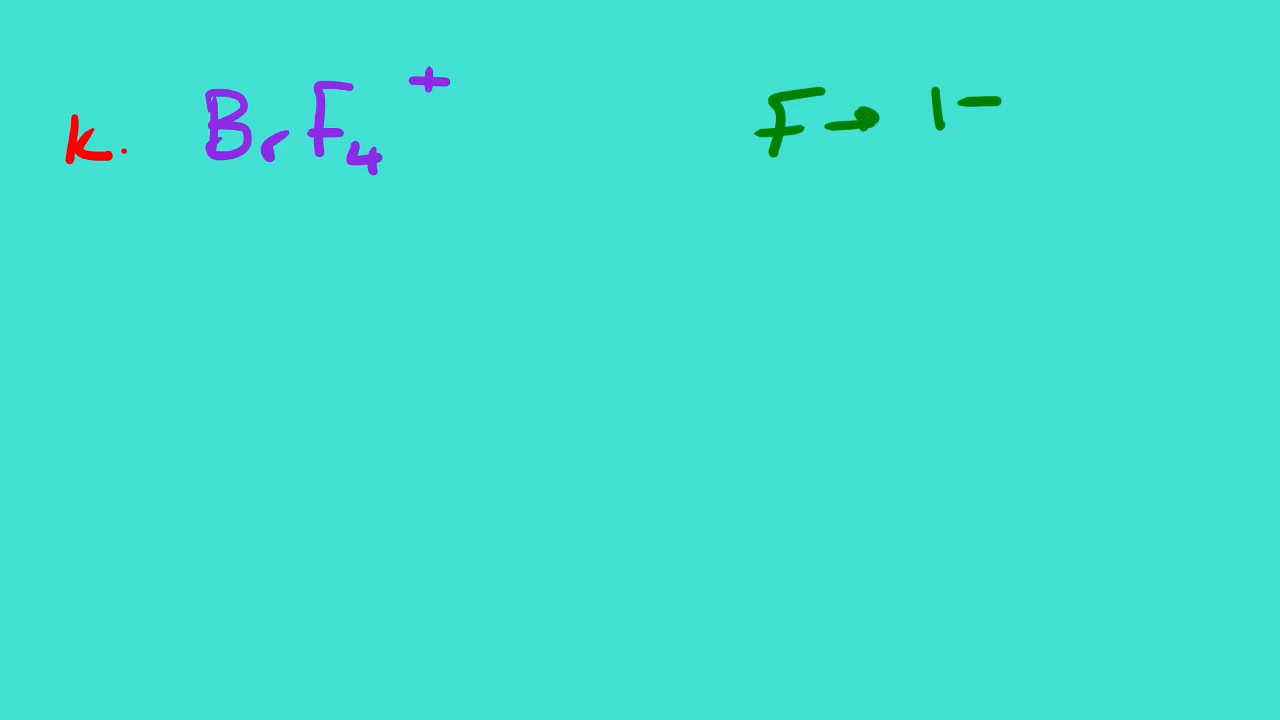 k. BrF₄⁺ F → 1-